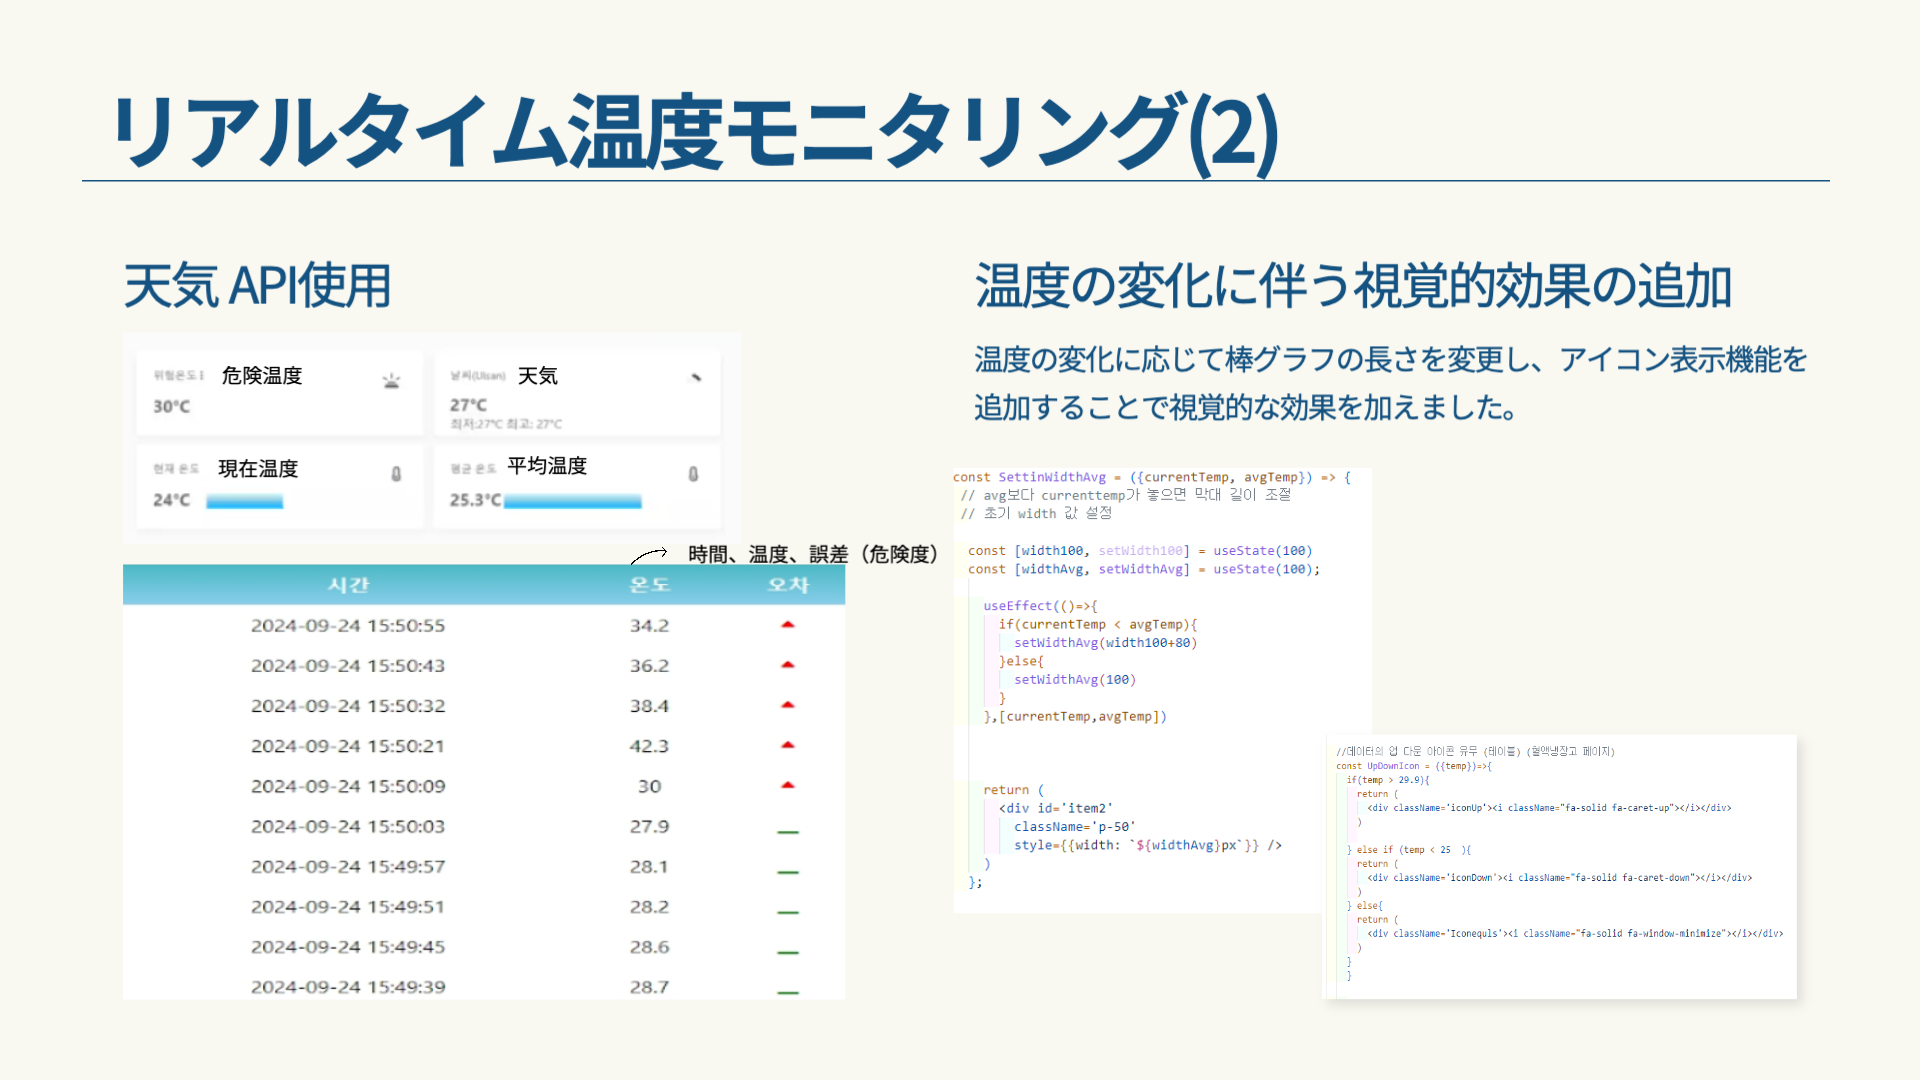 リアルタイム温度モニタリング(2)
天気 API使用
위험온도 危険温度
30°C
날씨(Ulsan) 天気
27°C
최저:27°C 최고: 27°C
현재 온도 現在温度
24°C
평균 온도 平均温度
25.3°C
時間、温度、誤差（危険度）
시간 온도 오차
2024-09-24 15:50:55 34.2
2024-09-24 15:50:43 36.2
2024-09-24 15:50:32 38.4
2024-09-24 15:50:21 42.3
2024-09-24 15:50:09 30
2024-09-24 15:50:03 27.9
2024-09-24 15:49:57 28.1
2024-09-24 15:49:51 28.2
2024-09-24 15:49:45 28.6
2024-09-24 15:49:39 28.7
温度の変化に伴う視覚的効果の追加
温度の変化に応じて棒グラフの長さを変更し、アイコン表示機能を
追加することで視覚的な効果を加えました。
const SettinWidthAvg = ({currentTemp, avgTemp}) => {
// avg보다 currenttemp가 놓으면 막대 길이 조절
// 초기 width 값 설정
const [width100, setWidth100] = useState(100)
const [widthAvg, setWidthAvg] = useState(100);
useEffect(()=>{
if(currentTemp < avgTemp){
setWidthAvg(width100+80)
}else{
setWidthAvg(100)
}
},[currentTemp,avgTemp])
return (
<div id='item2'
className='p-50'
style={{width: `${widthAvg}px`}} />
)
};
//데이터의 업 다운 아이콘 유무 (테이블) (혈액냉장고 페이지)
const UpDownIcon = ({temp})=>{
if(temp > 29.9){
return (
<div className='iconUp'><i className="fa-solid fa-caret-up"></i></div>
)
} else if (temp < 25 ){
return (
<div className='iconDown'><i className="fa-solid fa-caret-down"></i></div>
)
} else{
return (
<div className='Iconequls'><i className="fa-solid fa-window-minimize"></i></div>
)
}
}